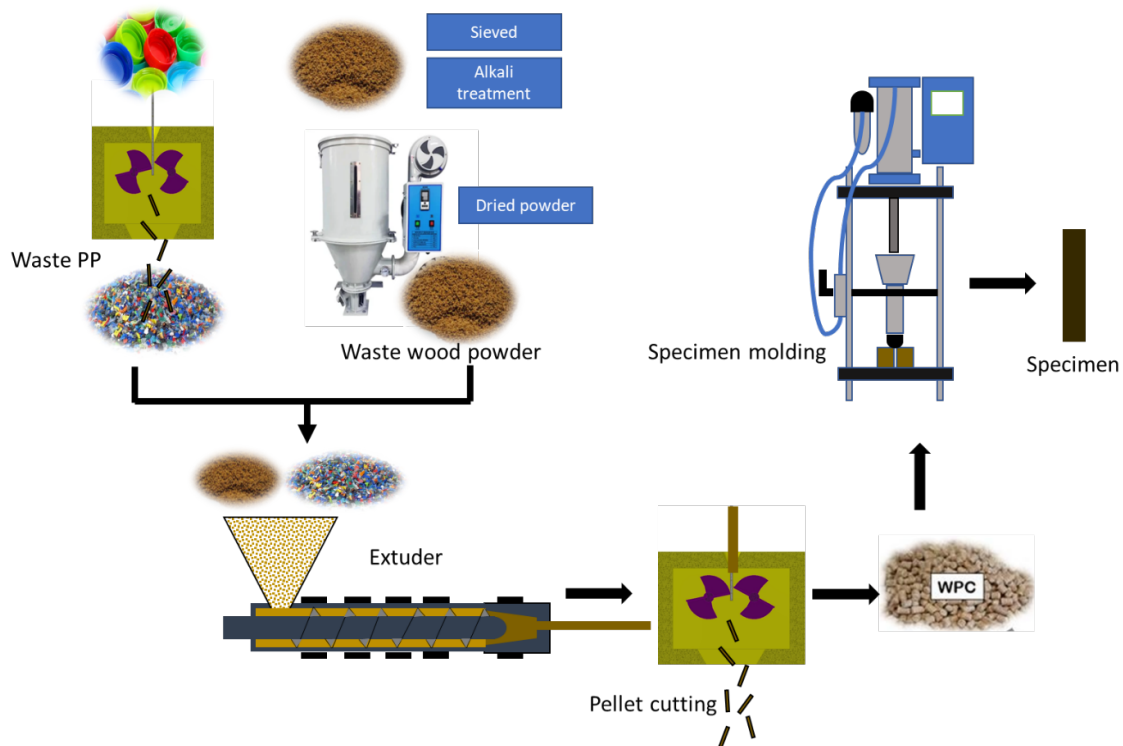 Sieved
Alkali
treatment
Dried powder
Waste PP
Waste wood powder
Specimen molding
Specimen
Extuder
WPC
Pellet cutting